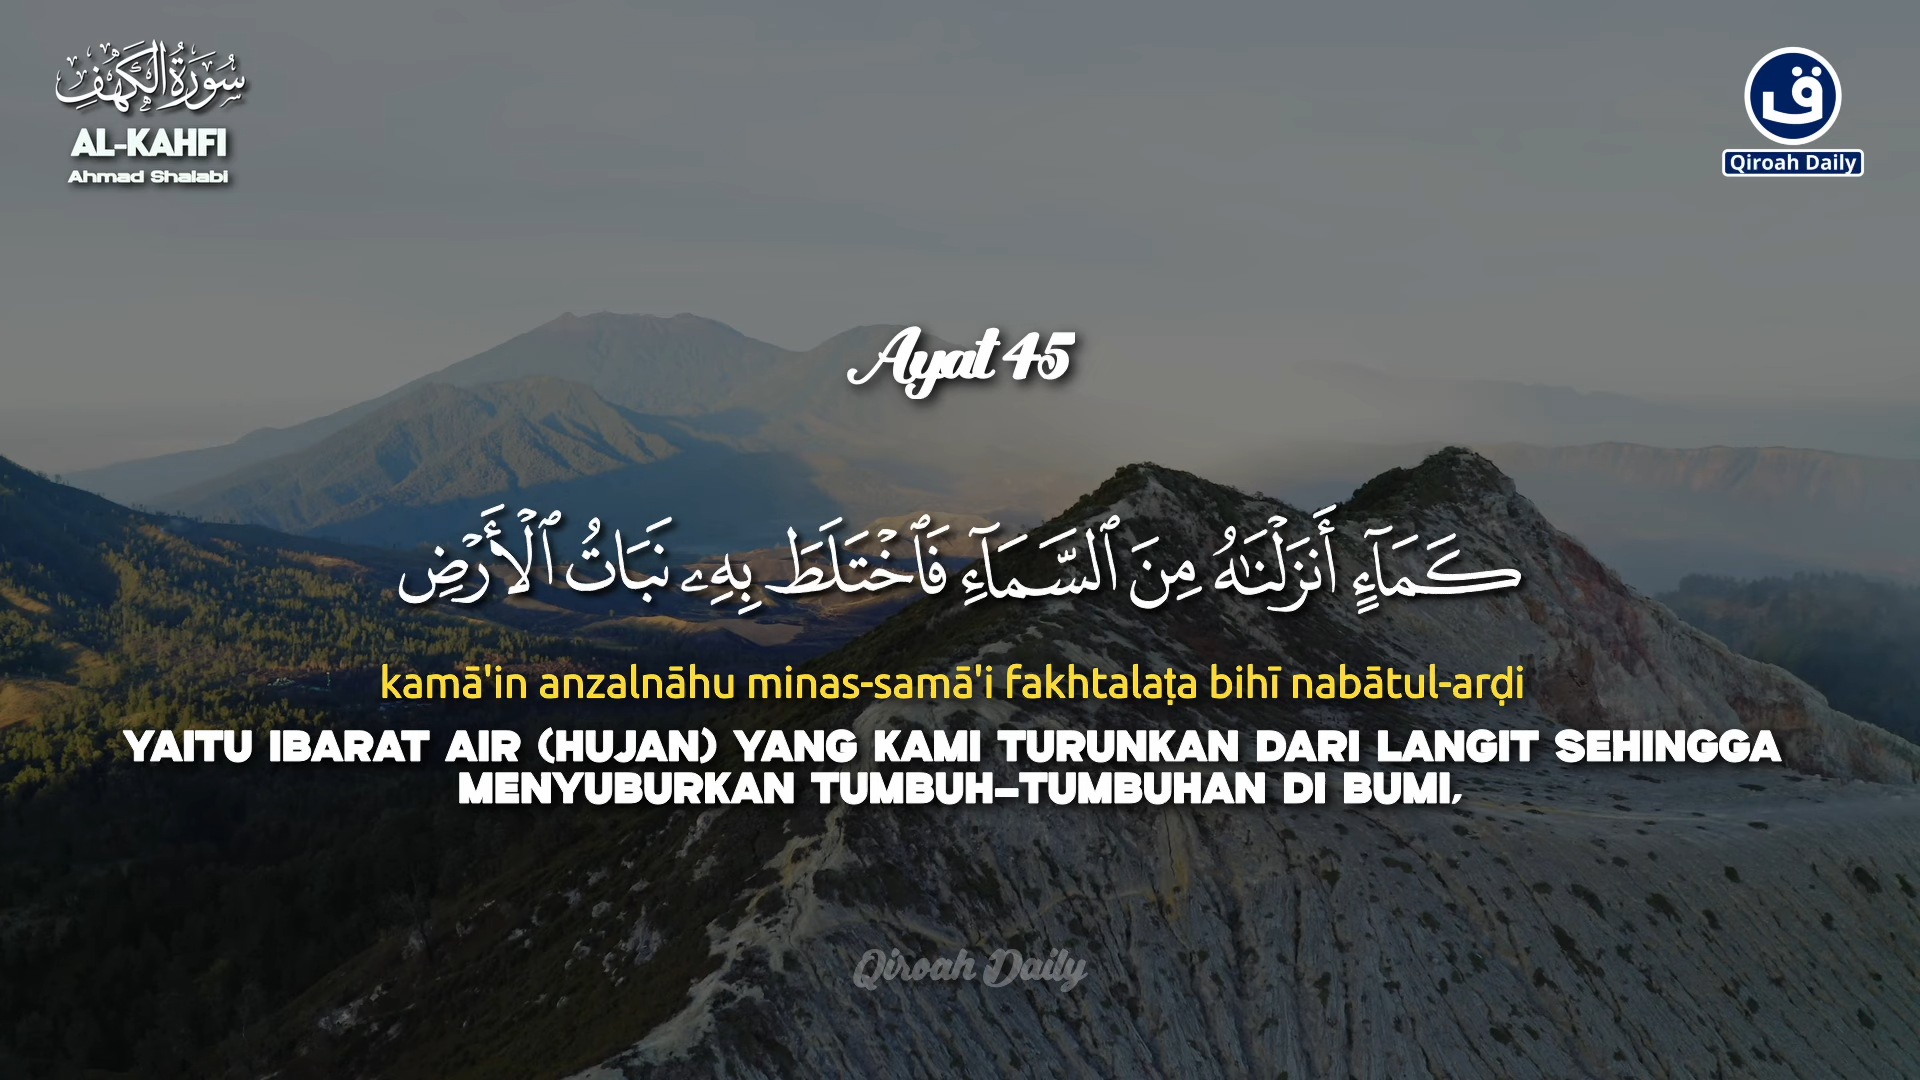 سُورَةُ الْكَهْفِ
AL-KAHFI
Ahmad Shalabi
ق
Qiroah Daily
Ayat 45
كَمَآءٍ أَنزَلْنَٰهُ مِنَ ٱلسَّمَآءِ فَٱخْتَلَطَ بِهِۦ نَبَاتُ ٱلْأَرْضِ
kamā'in anzalnāhu minas-samā'i fakhtalaṭa bihī nabātul-arḍi
YAITU IBARAT AIR (HUJAN) YANG KAMI TURUNKAN DARI LANGIT SEHINGGA
MENYUBURKAN TUMBUH-TUMBUHAN DI BUMI,
Qiroah Daily